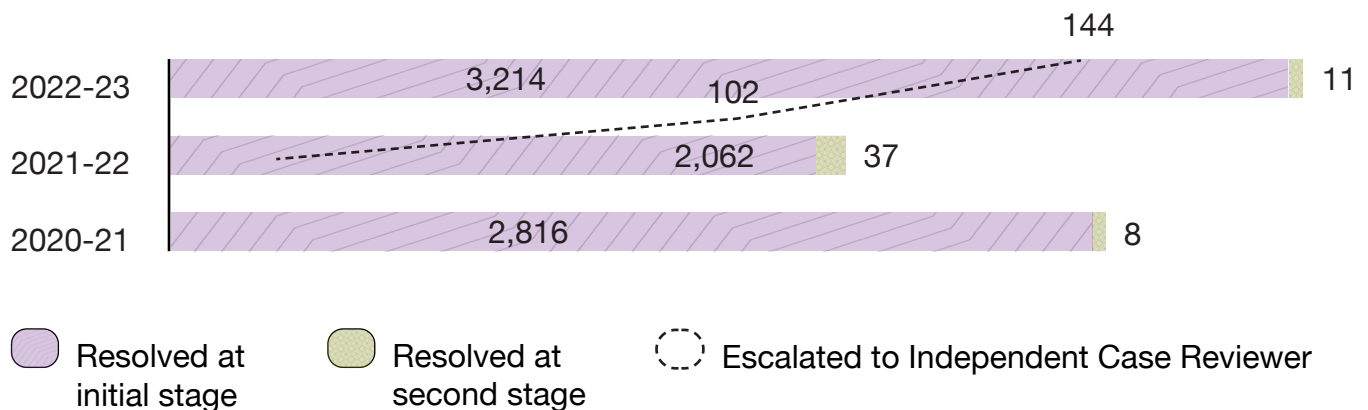 144
2022-23 3,214 11
102
2021-22 2,062 37
2020-21 2,816 8
Resolved at
initial stage
Resolved at
second stage
Escalated to Independent Case Reviewer